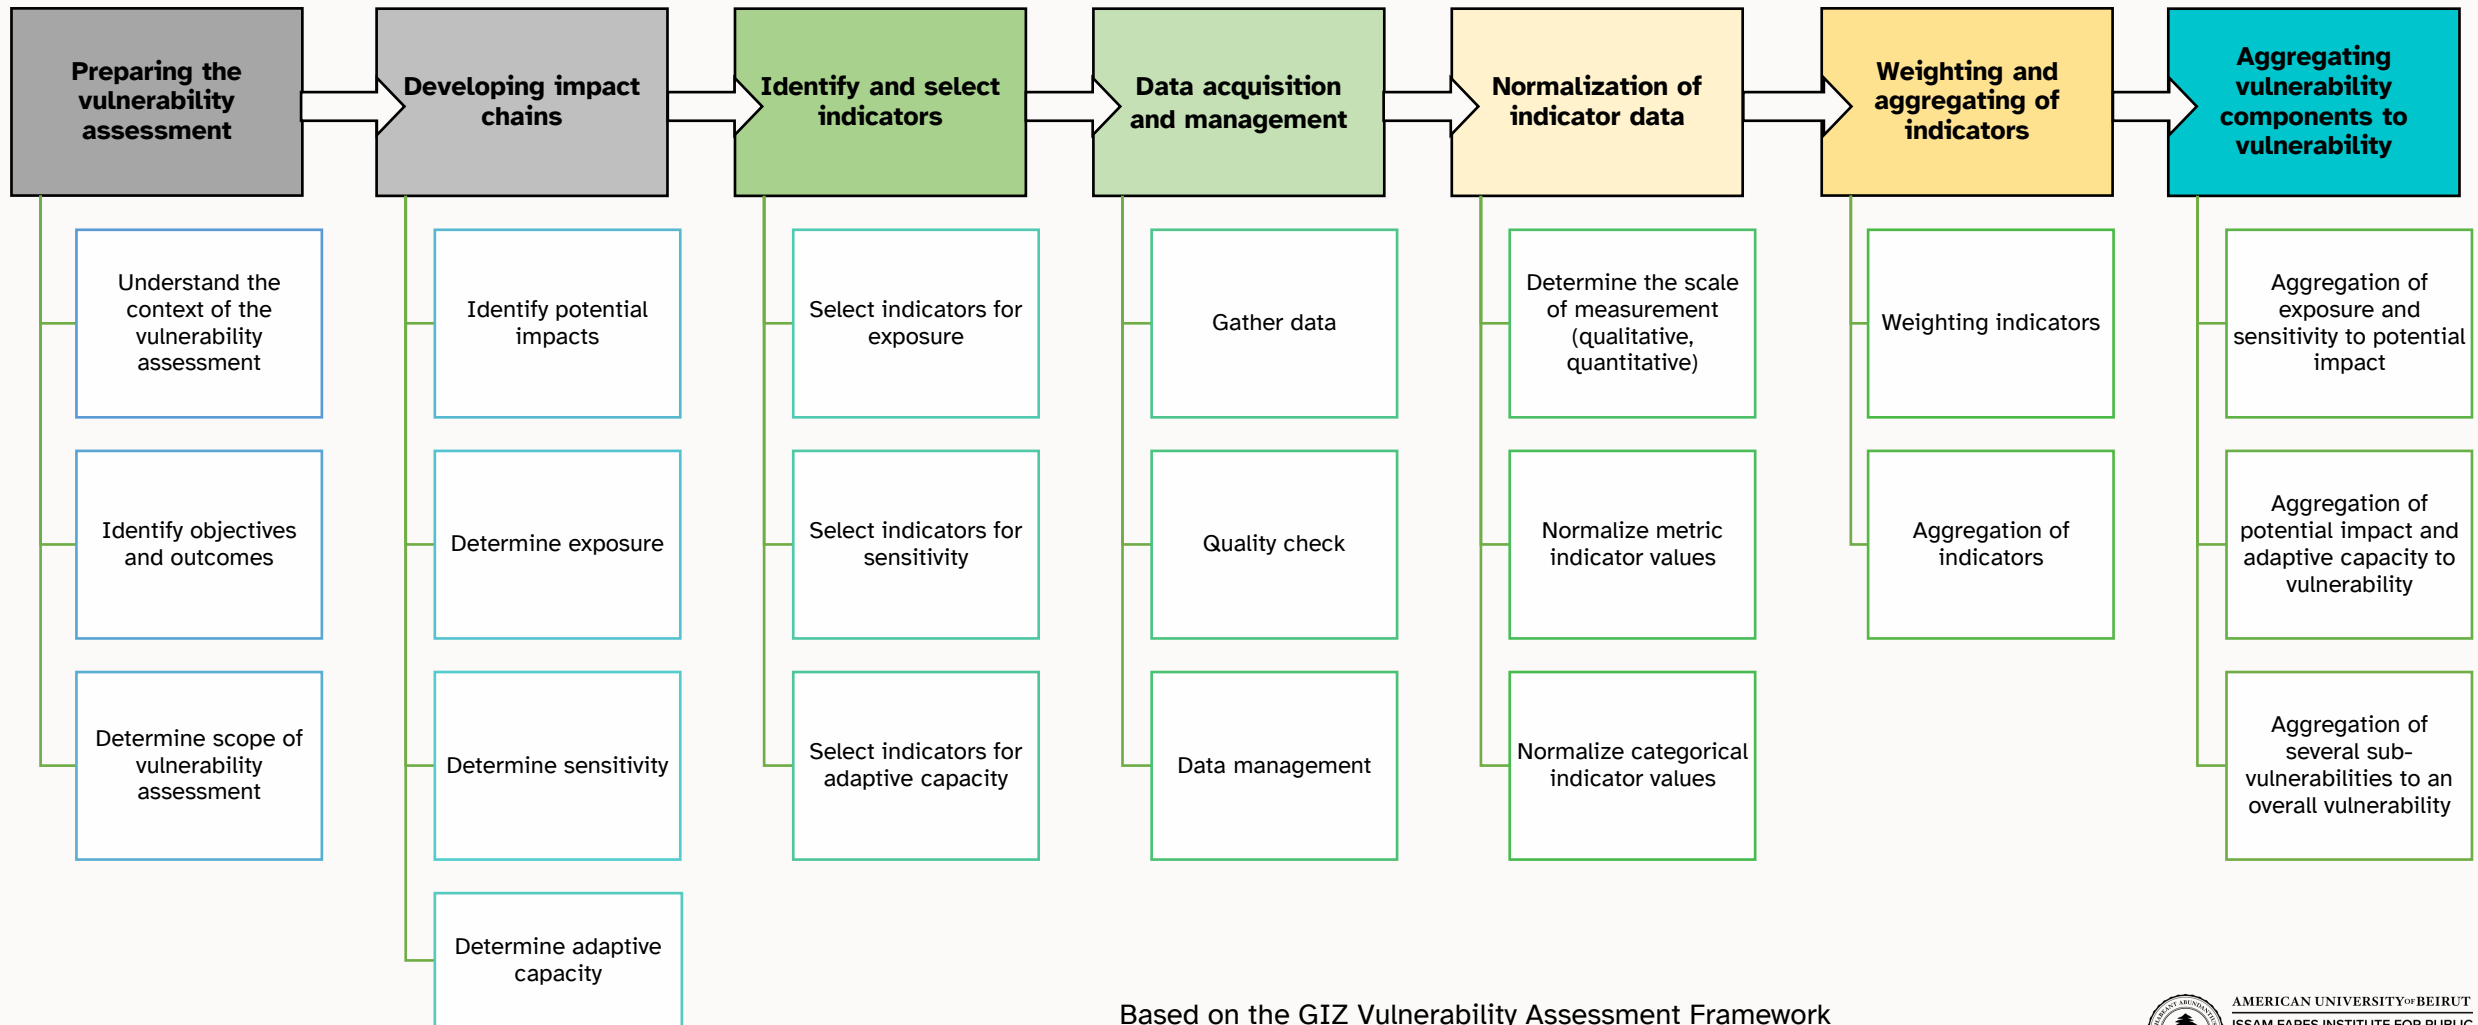 Preparing the
vulnerability
assessment
Understand the
context of the
vulnerability
assessment
Identify objectives
and outcomes
Determine scope of
vulnerability
assessment
Developing impact
chains
Identify potential
impacts
Determine exposure
Determine sensitivity
Determine adaptive
capacity
Identify and select
indicators
Select indicators for
exposure
Select indicators for
sensitivity
Select indicators for
adaptive capacity
Data acquisition
and management
Gather data
Quality check
Data management
Normalization of
indicator data
Determine the scale
of measurement
(qualitative,
quantitative)
Normalize metric
indicator values
Normalize categorical
indicator values
Weighting and
aggregating of
indicators
Weighting indicators
Aggregation of
indicators
Aggregating
vulnerability
components to
vulnerability
Aggregation of
exposure and
sensitivity to potential
impact
Aggregation of
potential impact and
adaptive capacity to
vulnerability
Aggregation of
several sub-
vulnerabilities to an
overall vulnerability
Based on the GIZ Vulnerability Assessment Framework
AMERICAN UNIVERSITY OF BEIRUT
ISSAM FARES INSTITUTE FOR PUBLIC